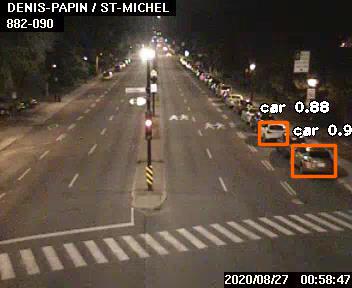 DENIS-PAPIN / ST-MICHEL
882-090
car 0.88
car 0.9
2020/08/27 00:58:47